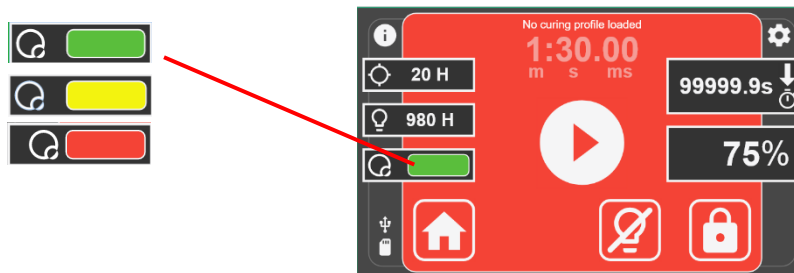 No curing profile loaded
1:30.00
m s ms
20 H
99999.9s
980 H
75%